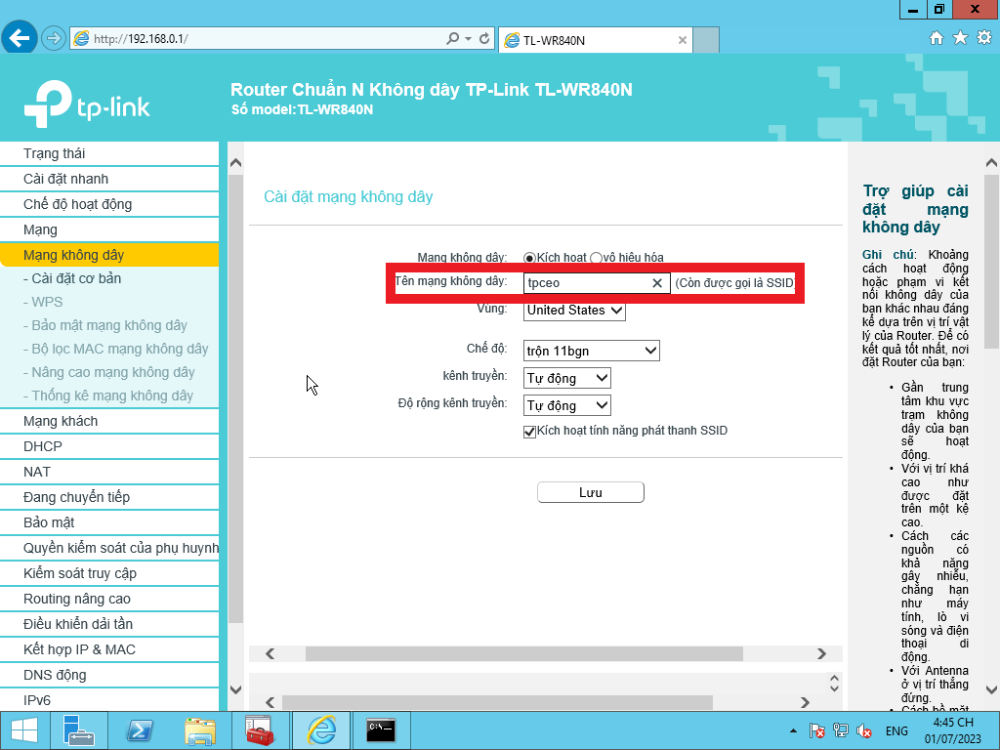 http://192.168.0.1/
TL-WR840N
tp-link
Router Chuẩn N Không dây TP-Link TL-WR840N
Số model:TL-WR840N
Trạng thái
Cài đặt nhanh
Chế độ hoạt động
Mạng
Mạng không dây
- Cài đặt cơ bản
- WPS
- Bảo mật mạng không dây
- Bộ lọc MAC mạng không dây
- Nâng cao mạng không dây
- Thống kê mạng không dây
Mạng khách
DHCP
NAT
Đang chuyển tiếp
Bảo mật
Quyền kiểm soát của phụ huynh
Kiểm soát truy cập
Routing nâng cao
Điều khiển dải tần
Kết hợp IP & MAC
DNS động
IPv6
Cài đặt mạng không dây
Mạng không dây: Kích hoạt vô hiệu hóa
Tên mạng không dây: tpceo (Còn được gọi là SSID)
Vùng: United States
Chế độ: trộn 11bgn
kênh truyền: Tự động
Độ rộng kênh truyền: Tự động
Kích hoạt tính năng phát thanh SSID
Lưu
Trợ giúp cài
đặt mạng
không dây
Ghi chú: Khoảng
cách hoạt động
hoặc phạm vi kết
nối không dây của
bạn khác nhau đáng
kể dựa trên vị trí vật
lý của Router. Để có
kết quả tốt nhất, nơi
đặt Router của bạn:
• Gần trung
tâm khu vực
trạm không
dây của bạn
sẽ hoạt
động.
• Với vị trí khá
cao như
được đặt
trên một kệ
cao.
• Cách các
nguồn có
khả năng
gây nhiễu,
chẳng hạn
như máy
tính, lò vi
sóng và điện
thoại di
động.
• Với Antenna
ở vị trí thẳng
đứng.
• Cách bề mặt
ENG
4:45 CH
01/07/2023